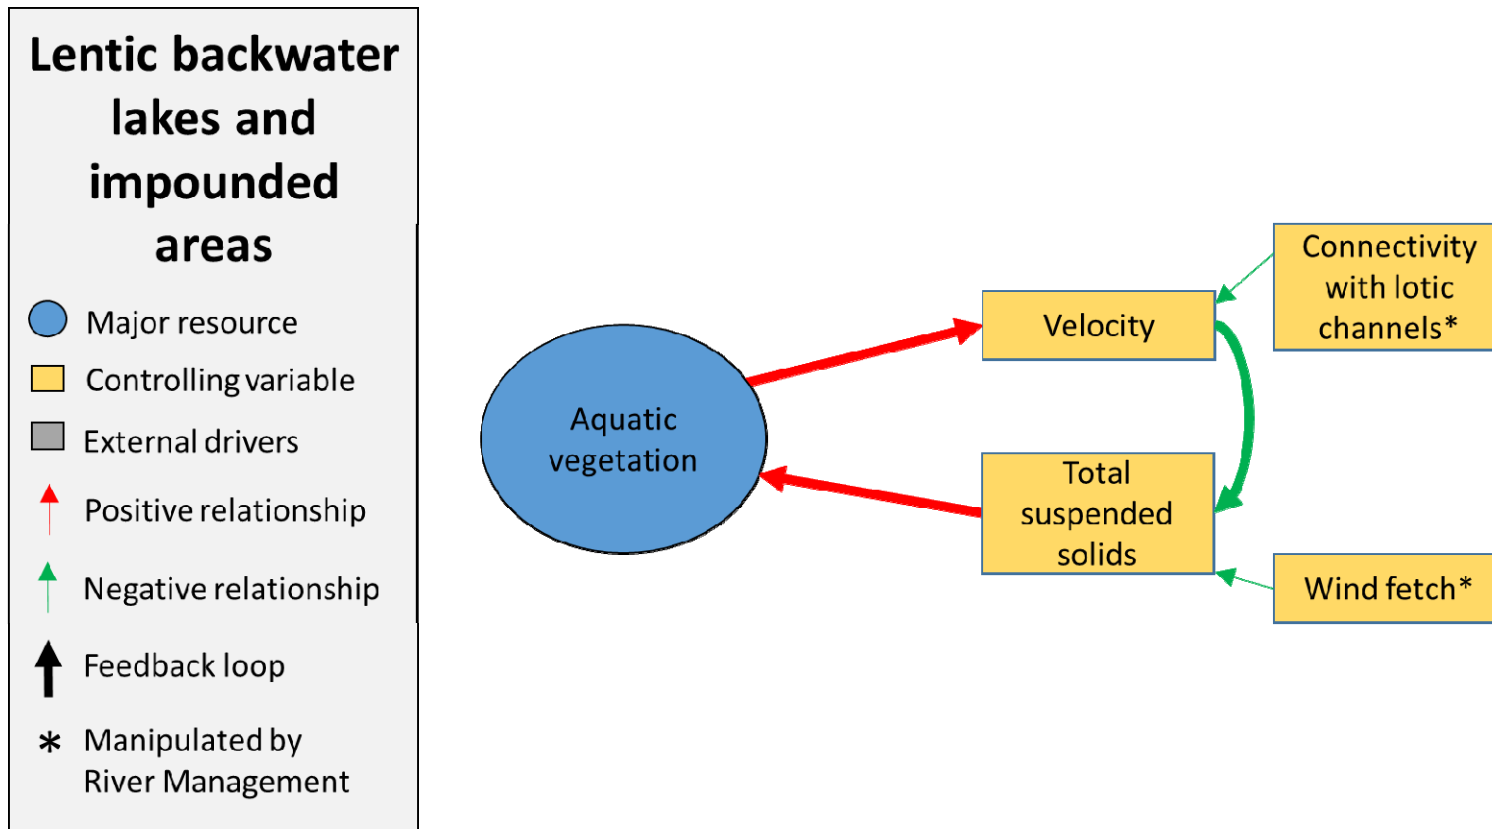 Lentic backwater
lakes and
impounded
areas
Major resource
Controlling variable
External drivers
Positive relationship
Negative relationship
Feedback loop
* Manipulated by
River Management
Aquatic
vegetation
Velocity
Connectivity
with lotic
channels*
Total
suspended
solids
Wind fetch*